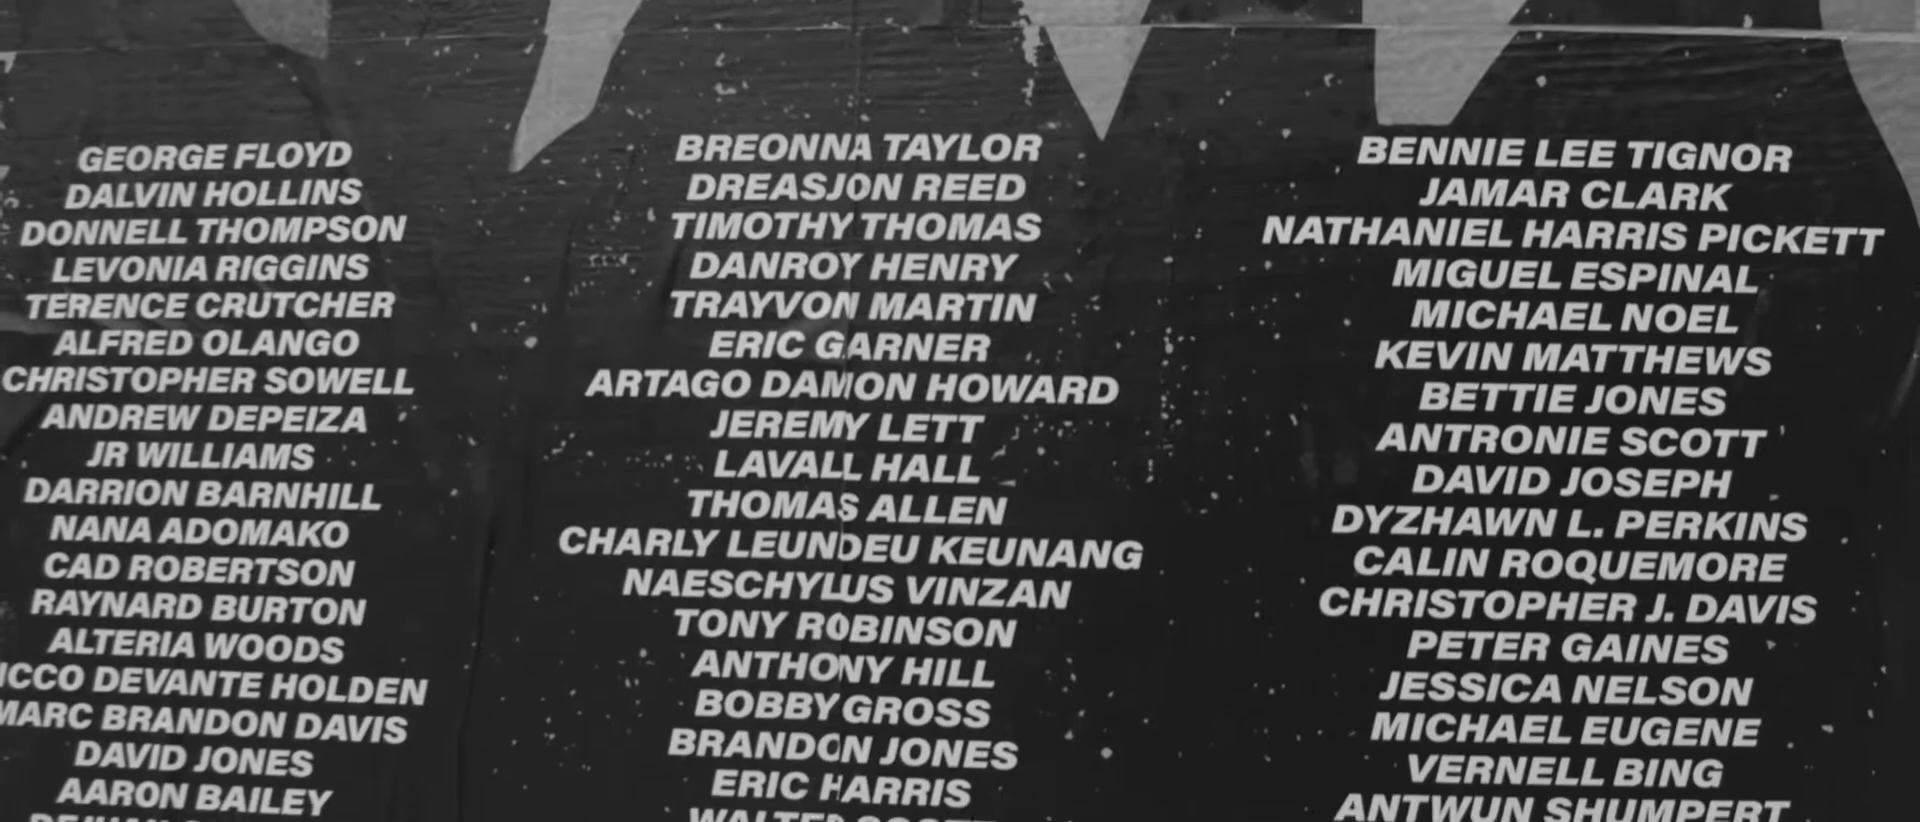 GEORGE FLOYD
DALVIN HOLLINS
DONNELL THOMPSON
LEVONIA RIGGINS
TERENCE CRUTCHER
ALFRED OLANGO
CHRISTOPHER SOWELL
ANDREW DEPEIZA
JR WILLIAMS
DARRION BARNHILL
NANA ADOMAKO
CAD ROBERTSON
RAYNARD BURTON
ALTERIA WOODS
ICCO DEVANTE HOLDEN
MARC BRANDON DAVIS
DAVID JONES
AARON BAILEY
BREONNA TAYLOR
DREASJON REED
TIMOTHY THOMAS
DANROY HENRY
TRAYVON MARTIN
ERIC GARNER
ARTAGO DAMON HOWARD
JEREMY LETT
LAVALL HALL
THOMAS ALLEN
CHARLY LEUNDEU KEUNANG
NAESCHYLUS VINZAN
TONY ROBINSON
ANTHONY HILL
BOBBY GROSS
BRANDON JONES
ERIC HARRIS
WALTER SCOTT
BENNIE LEE TIGNOR
JAMAR CLARK
NATHANIEL HARRIS PICKETT
MIGUEL ESPINAL
MICHAEL NOEL
KEVIN MATTHEWS
BETTIE JONES
ANTRONIE SCOTT
DAVID JOSEPH
DYZHAWN L. PERKINS
CALIN ROQUEMORE
CHRISTOPHER J. DAVIS
PETER GAINES
JESSICA NELSON
MICHAEL EUGENE
VERNELL BING
ANTWUN SHUMPERT